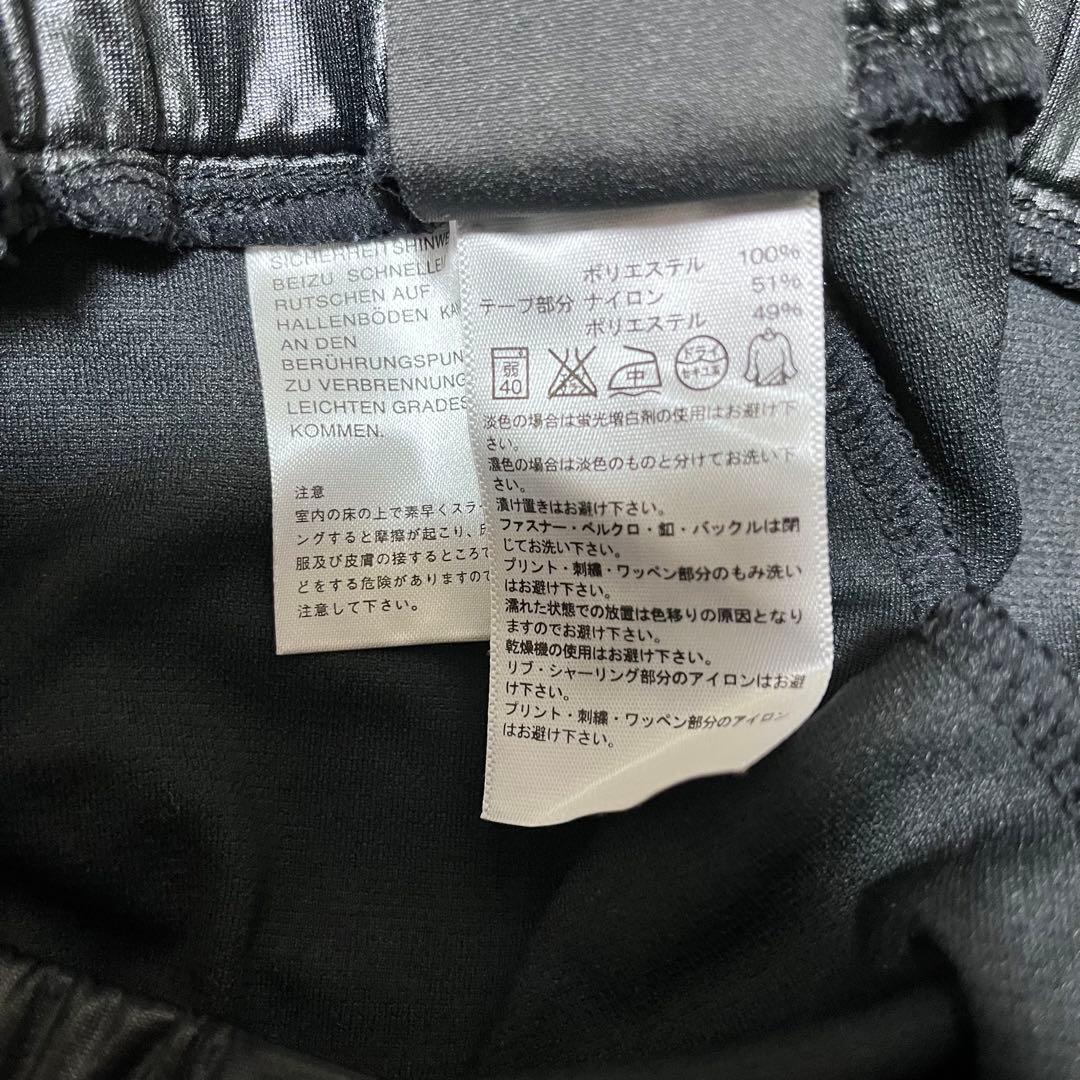 SICHERHEITSHINWE
BEIZU SCHNELLE
RUTSCHEN AUF
HALLENBÖDEN KA
AN DEN
BERÜHRUNGSPUN
ZU VERBRENNUNG
LEICHTEN GRADES
KOMMEN.
注意
室内の床の上で素早くスラ
ングすると摩擦が起こり、
服及び皮膚の接するところで
どをする危険がありますので
注意して下さい。
ポリエステル 100%
テープ部分 ナイロン 51%
ポリエステル 49%
弱 40 中 ドライ セキユ系
淡色の場合は蛍光増白剤の使用はお避け下
さい。
濃色の場合は淡色のものと分けてお洗い下
さい。
漬け置きはお避け下さい。
ファスナー・ベルクロ・釦・バックルは閉
じてお洗い下さい。
プリント・刺繍・ワッペン部分のもみ洗い
はお避け下さい。
濡れた状態での放置は色移りの原因となり
ますのでお避け下さい。
乾燥機の使用はお避け下さい。
リブ・シャーリング部分のアイロンはお避
け下さい。
プリント・刺繍・ワッペン部分のアイロン
はお避け下さい。